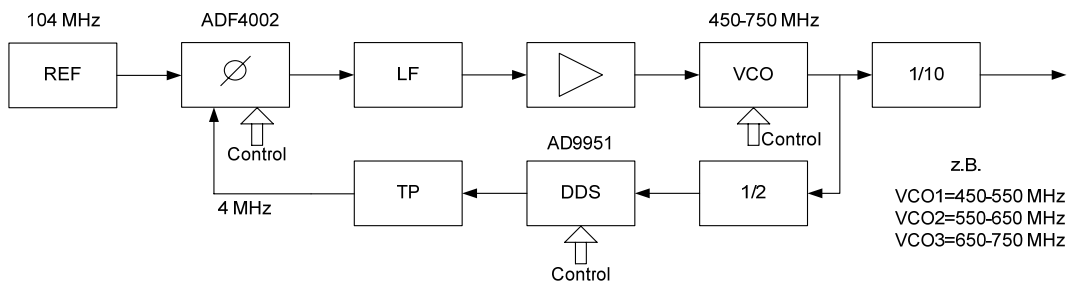 104 MHz
ADF4002
450-750 MHz
REF
Ø
LF
VCO
1/10
Control
Control
AD9951
4 MHz
TP
DDS
1/2
Control
z.B.
VCO1=450-550 MHz
VCO2=550-650 MHz
VCO3=650-750 MHz